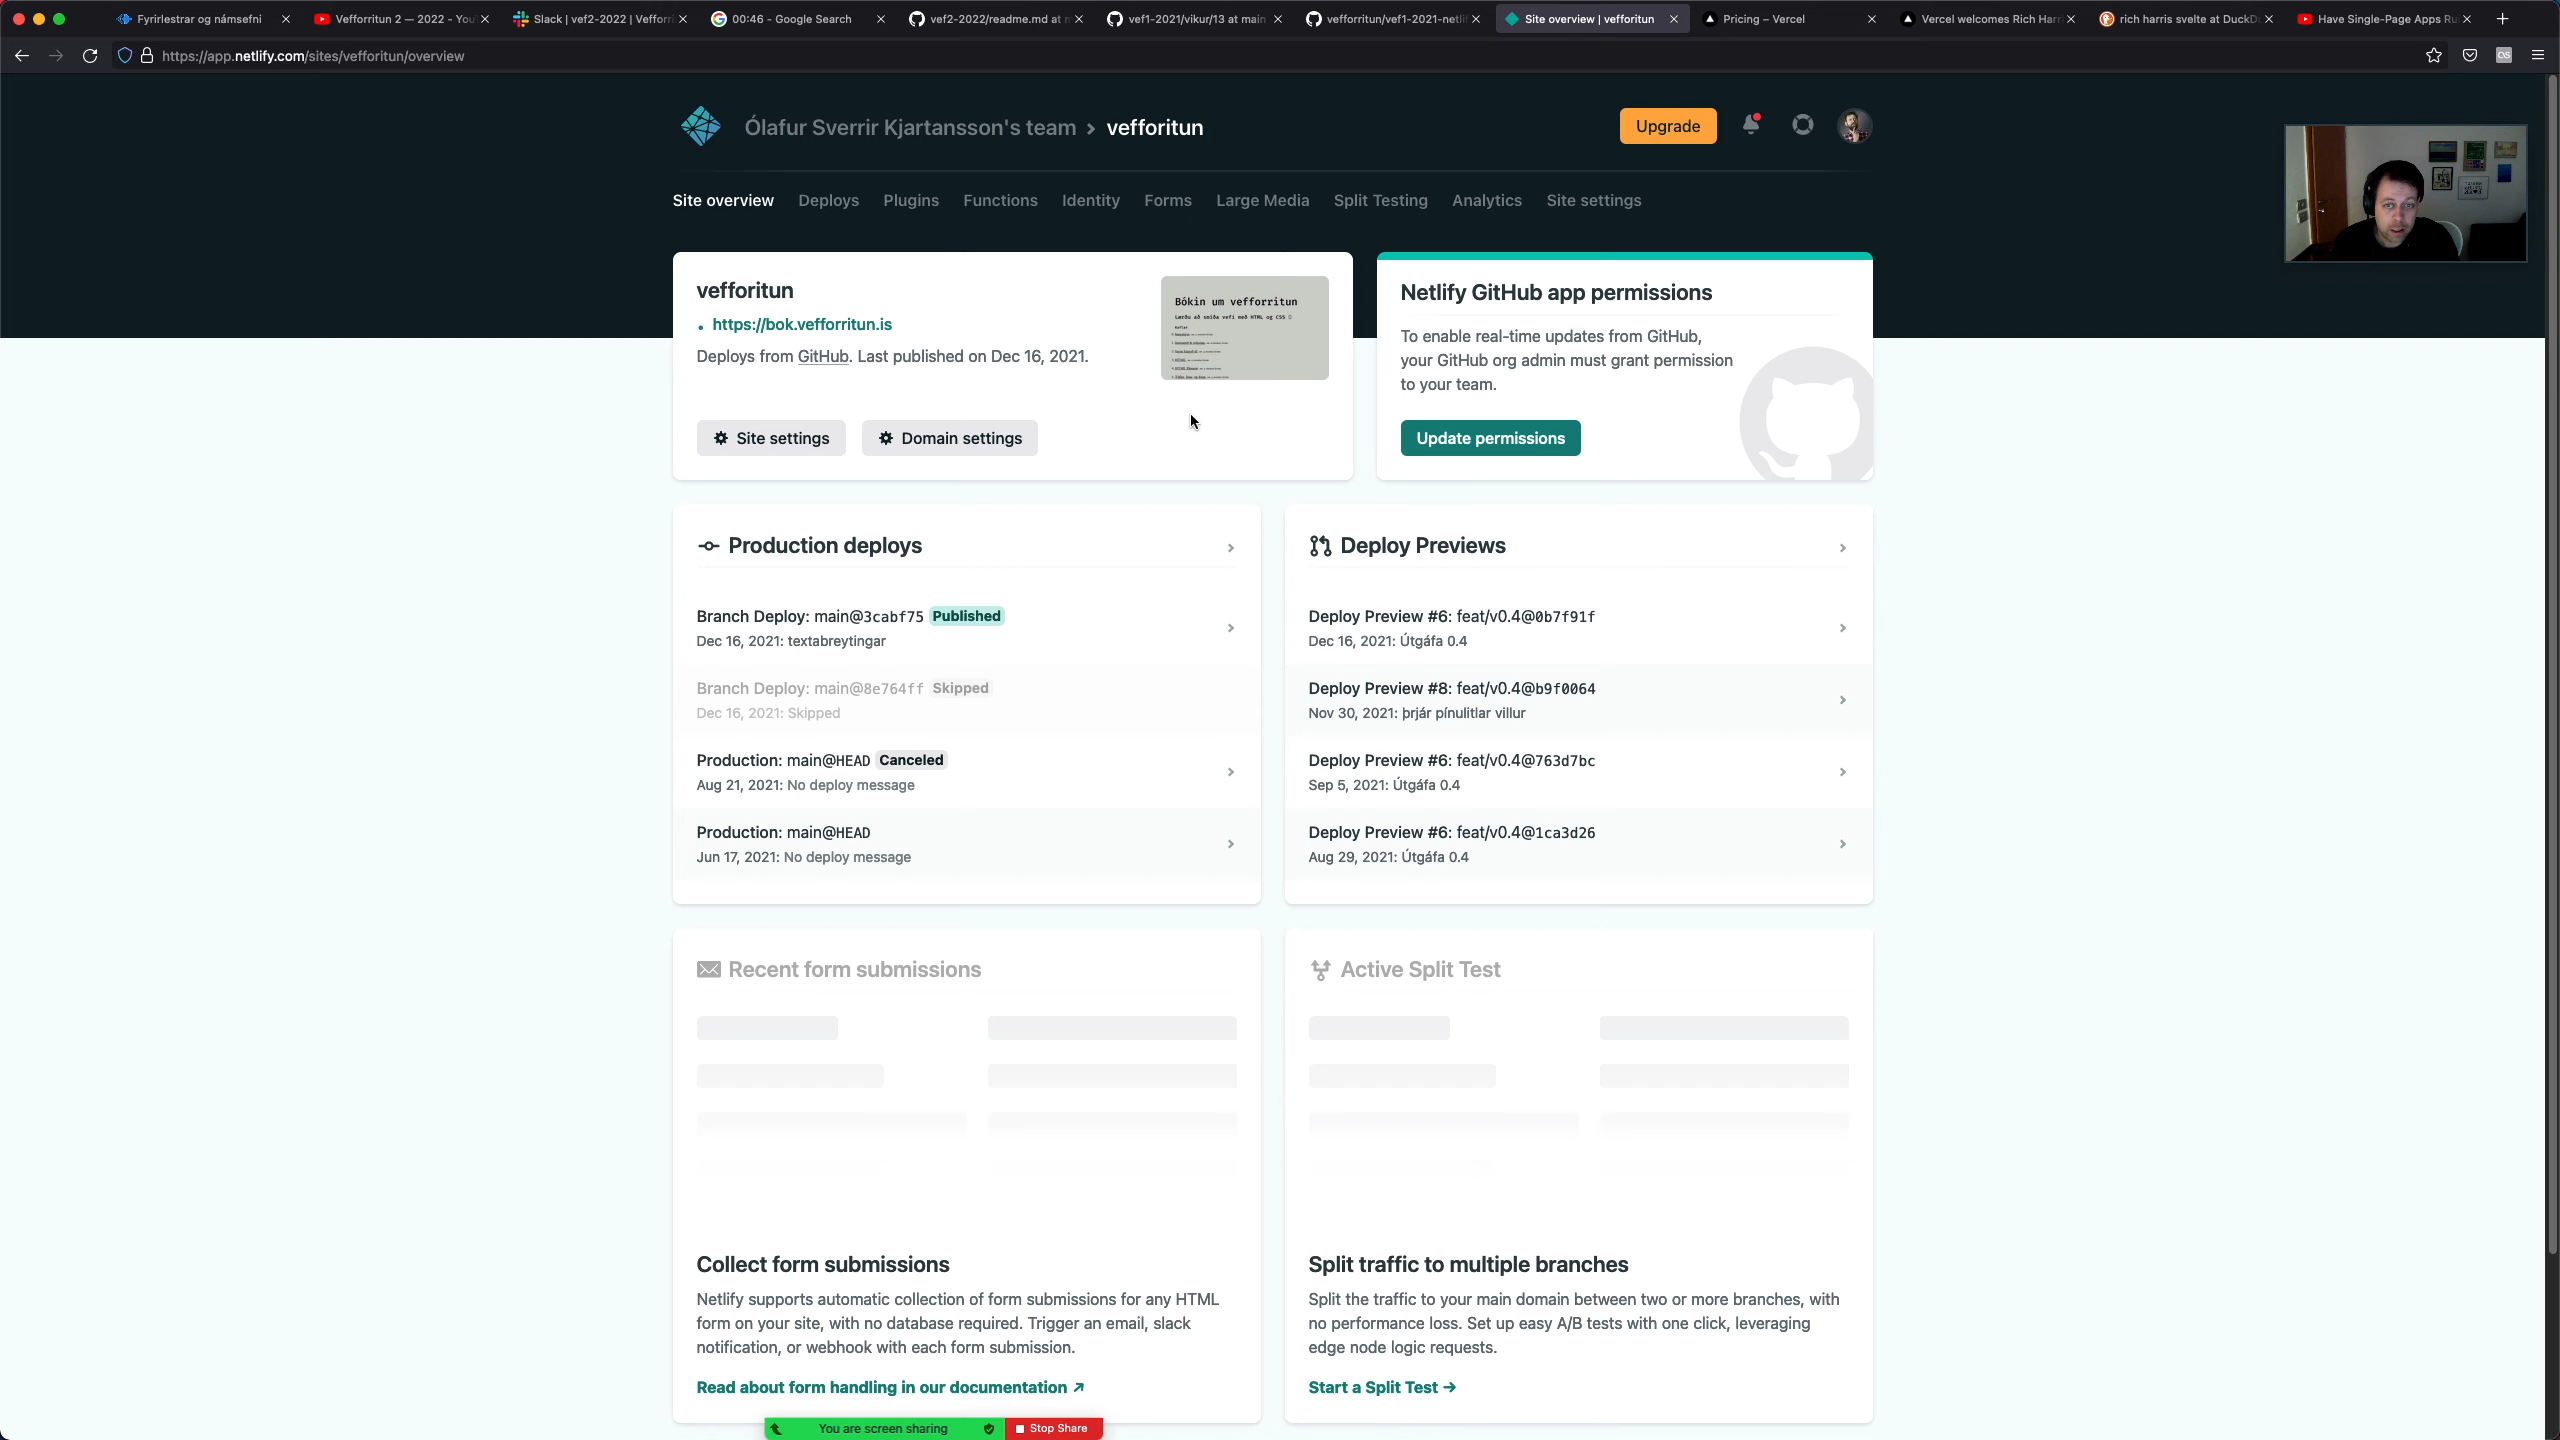 Fyrirlestrar og námsefni
Vefforritun 2 — 2022 - You
Slack | vef2-2022 | Vefforri
00:46 - Google Search
vef2-2022/readme.md at m
vef1-2021/vikur/13 at main
vefforritun/vef1-2021-netli
Site overview | vefforitun
Pricing – Vercel
Vercel welcomes Rich Harr
rich harris svelte at DuckD
Have Single-Page Apps Ru
https://app.netlify.com/sites/vefforitun/overview
Ólafur Sverrir Kjartansson's team > vefforitun
Upgrade
Site overview Deploys Plugins Functions Identity Forms Large Media Split Testing Analytics Site settings
vefforitun
https://bok.vefforritun.is
Deploys from GitHub. Last published on Dec 16, 2021.
Bókin um vefforritun
Lærðu að smíða vefi með HTML og CSS
Site settings
Domain settings
Netlify GitHub app permissions
To enable real-time updates from GitHub,
your GitHub org admin must grant permission
to your team.
Update permissions
Production deploys
Branch Deploy: main@3cabf75 Published
Dec 16, 2021: textabreytingar
Branch Deploy: main@8e764ff Skipped
Dec 16, 2021: Skipped
Production: main@HEAD Canceled
Aug 21, 2021: No deploy message
Production: main@HEAD
Jun 17, 2021: No deploy message
Deploy Previews
Deploy Preview #6: feat/v0.4@0b7f91f
Dec 16, 2021: Útgáfa 0.4
Deploy Preview #8: feat/v0.4@b9f0064
Nov 30, 2021: þrjár pínulitlar villur
Deploy Preview #6: feat/v0.4@763d7bc
Sep 5, 2021: Útgáfa 0.4
Deploy Preview #6: feat/v0.4@1ca3d26
Aug 29, 2021: Útgáfa 0.4
Recent form submissions
Collect form submissions
Netlify supports automatic collection of form submissions for any HTML
form on your site, with no database required. Trigger an email, slack
notification, or webhook with each form submission.
Read about form handling in our documentation
Active Split Test
Split traffic to multiple branches
Split the traffic to your main domain between two or more branches, with
no performance loss. Set up easy A/B tests with one click, leveraging
edge node logic requests.
Start a Split Test →
You are screen sharing
Stop Share